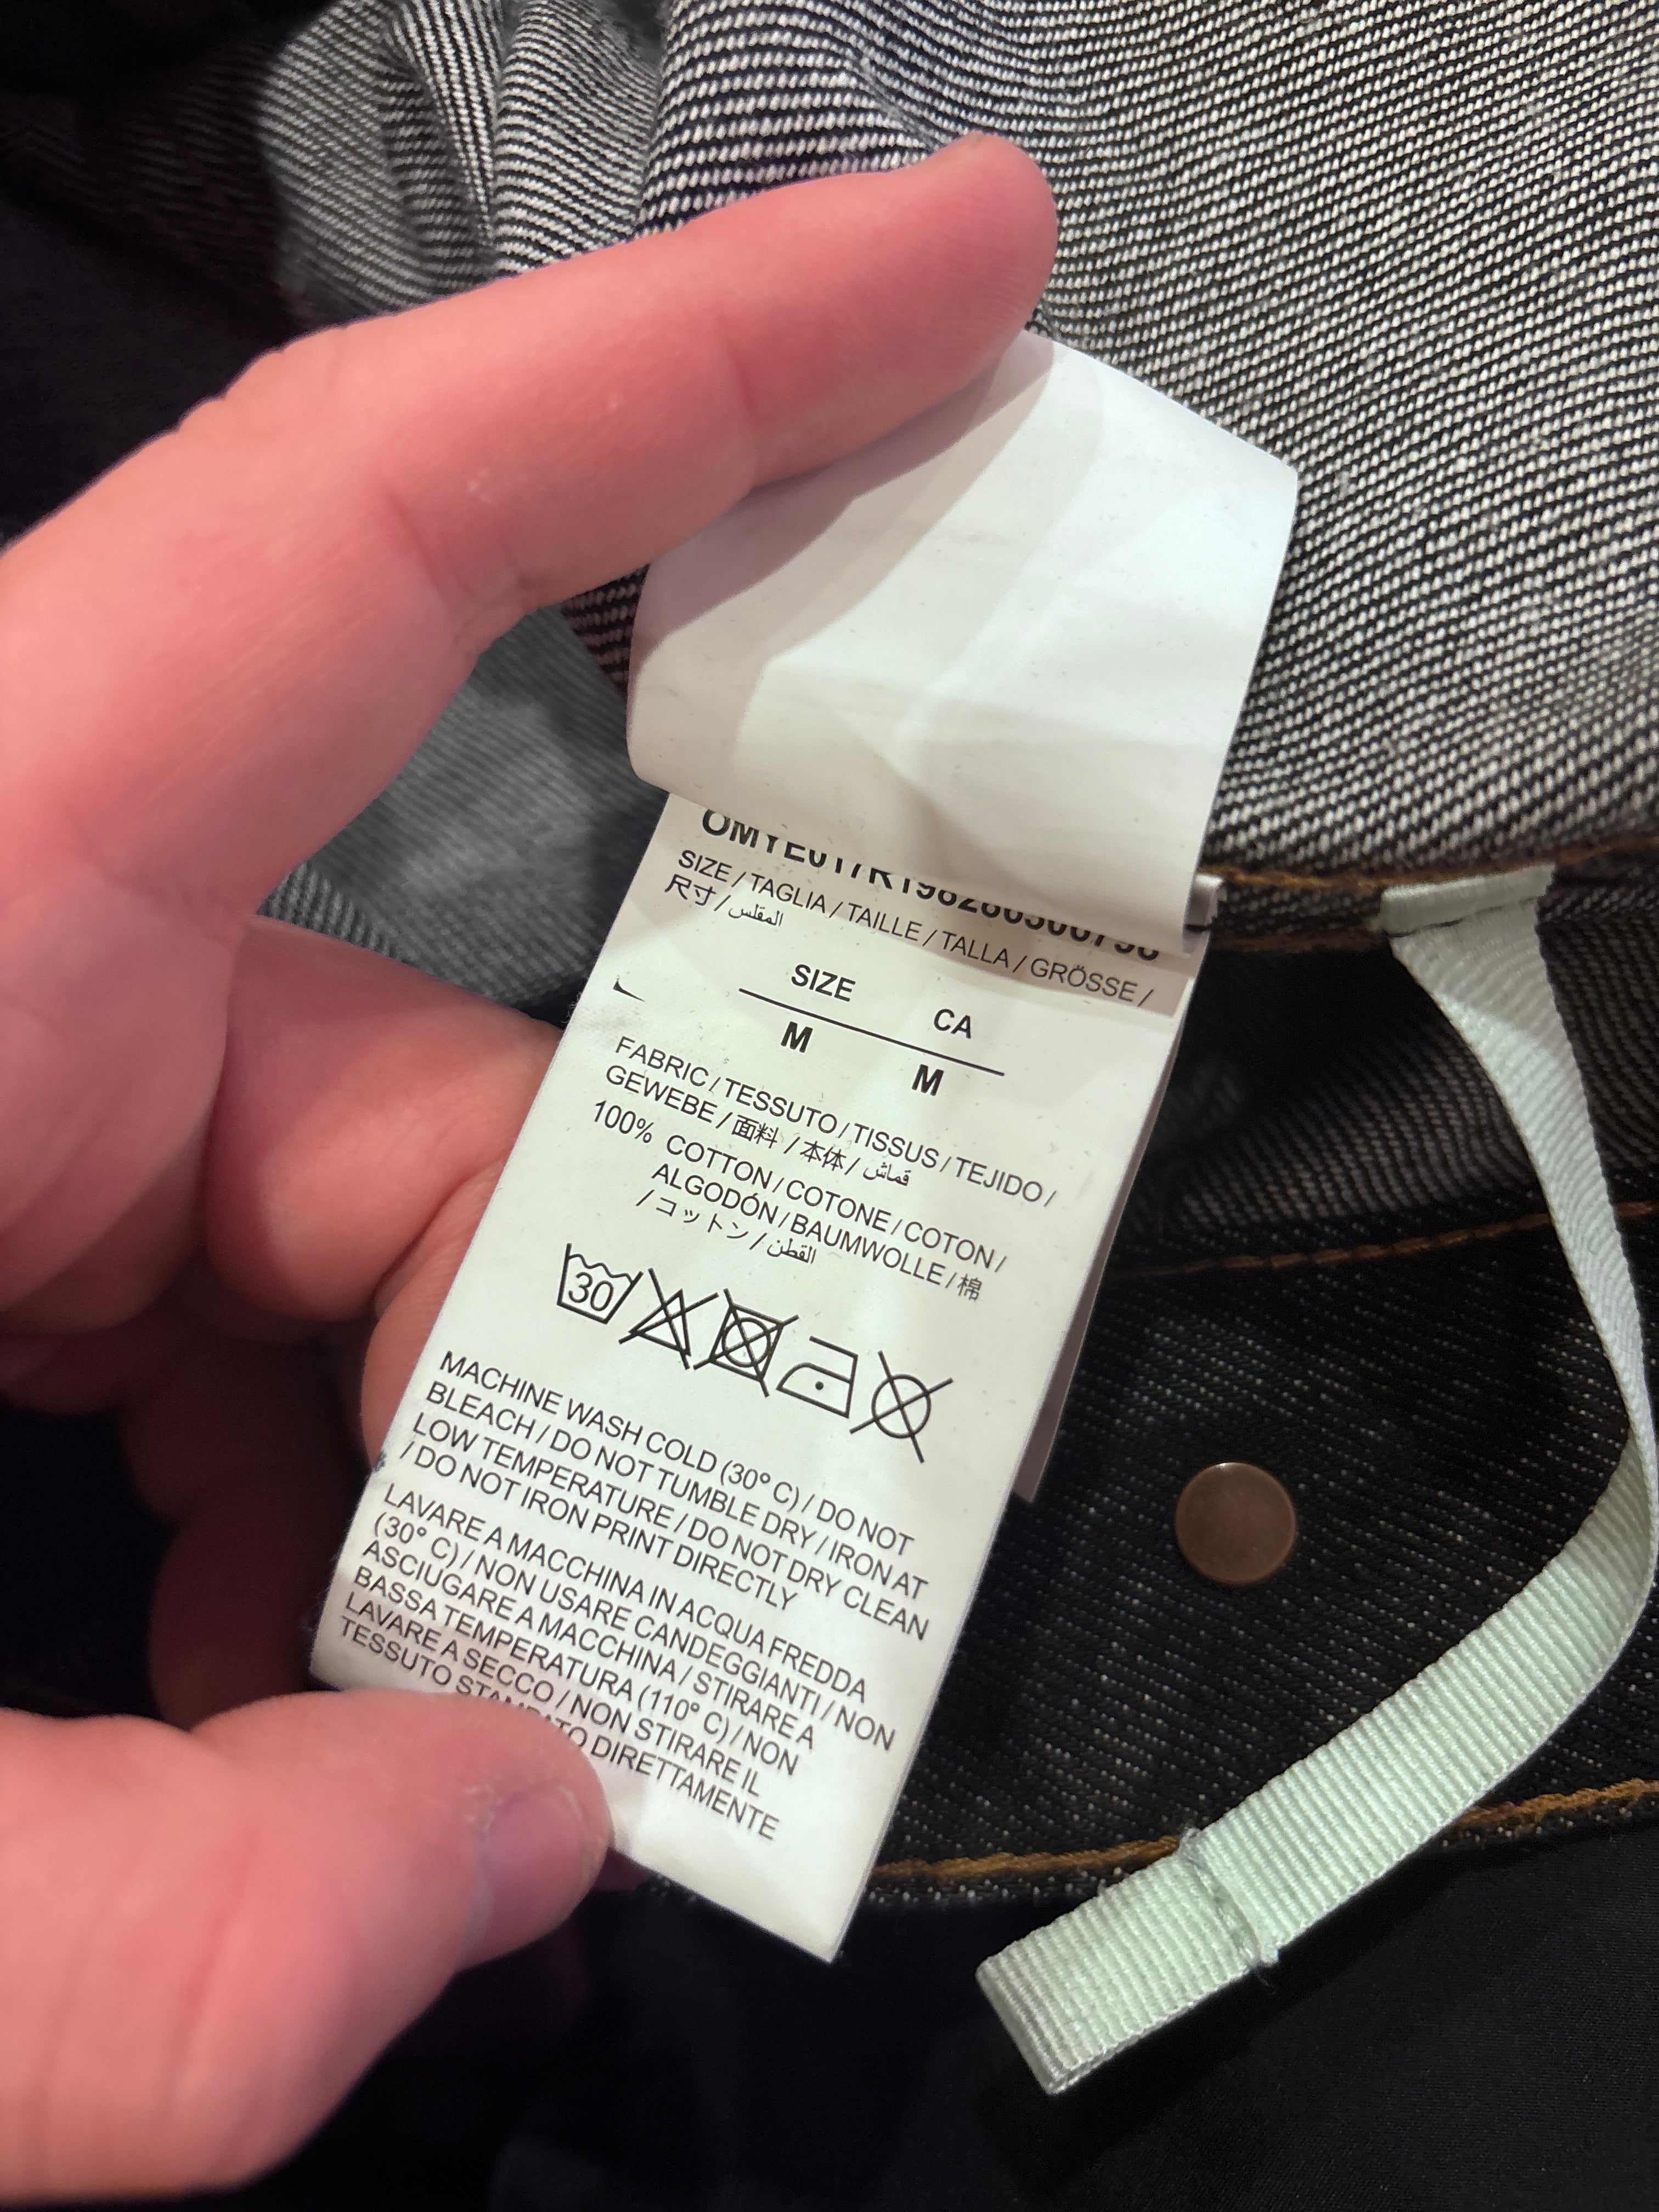 SIZE / TAGLIA / TAILLE / TALLA / GRÖSSE /
尺寸 / المقلس
SIZE CA
M M
FABRIC / TESSUTO / TISSUS / TEJIDO /
GEWEBE / 面料 / 本体 / قماش
100% COTTON / COTONE / COTON /
ALGODÓN / BAUMWOLLE / 棉
/ コットン / القطن
30
MACHINE WASH COLD (30° C) / DO NOT
BLEACH / DO NOT TUMBLE DRY / IRON AT
LOW TEMPERATURE / DO NOT DRY CLEAN
/ DO NOT IRON PRINT DIRECTLY
LAVARE A MACCHINA IN ACQUA FREDDA
(30° C) / NON USARE CANDEGGIANTI / NON
ASCIUGARE A MACCHINA / STIRARE A
BASSA TEMPERATURA (110° C) / NON
LAVARE A SECCO / NON STIRARE IL
TESSUTO STAMPATO DIRETTAMENTE